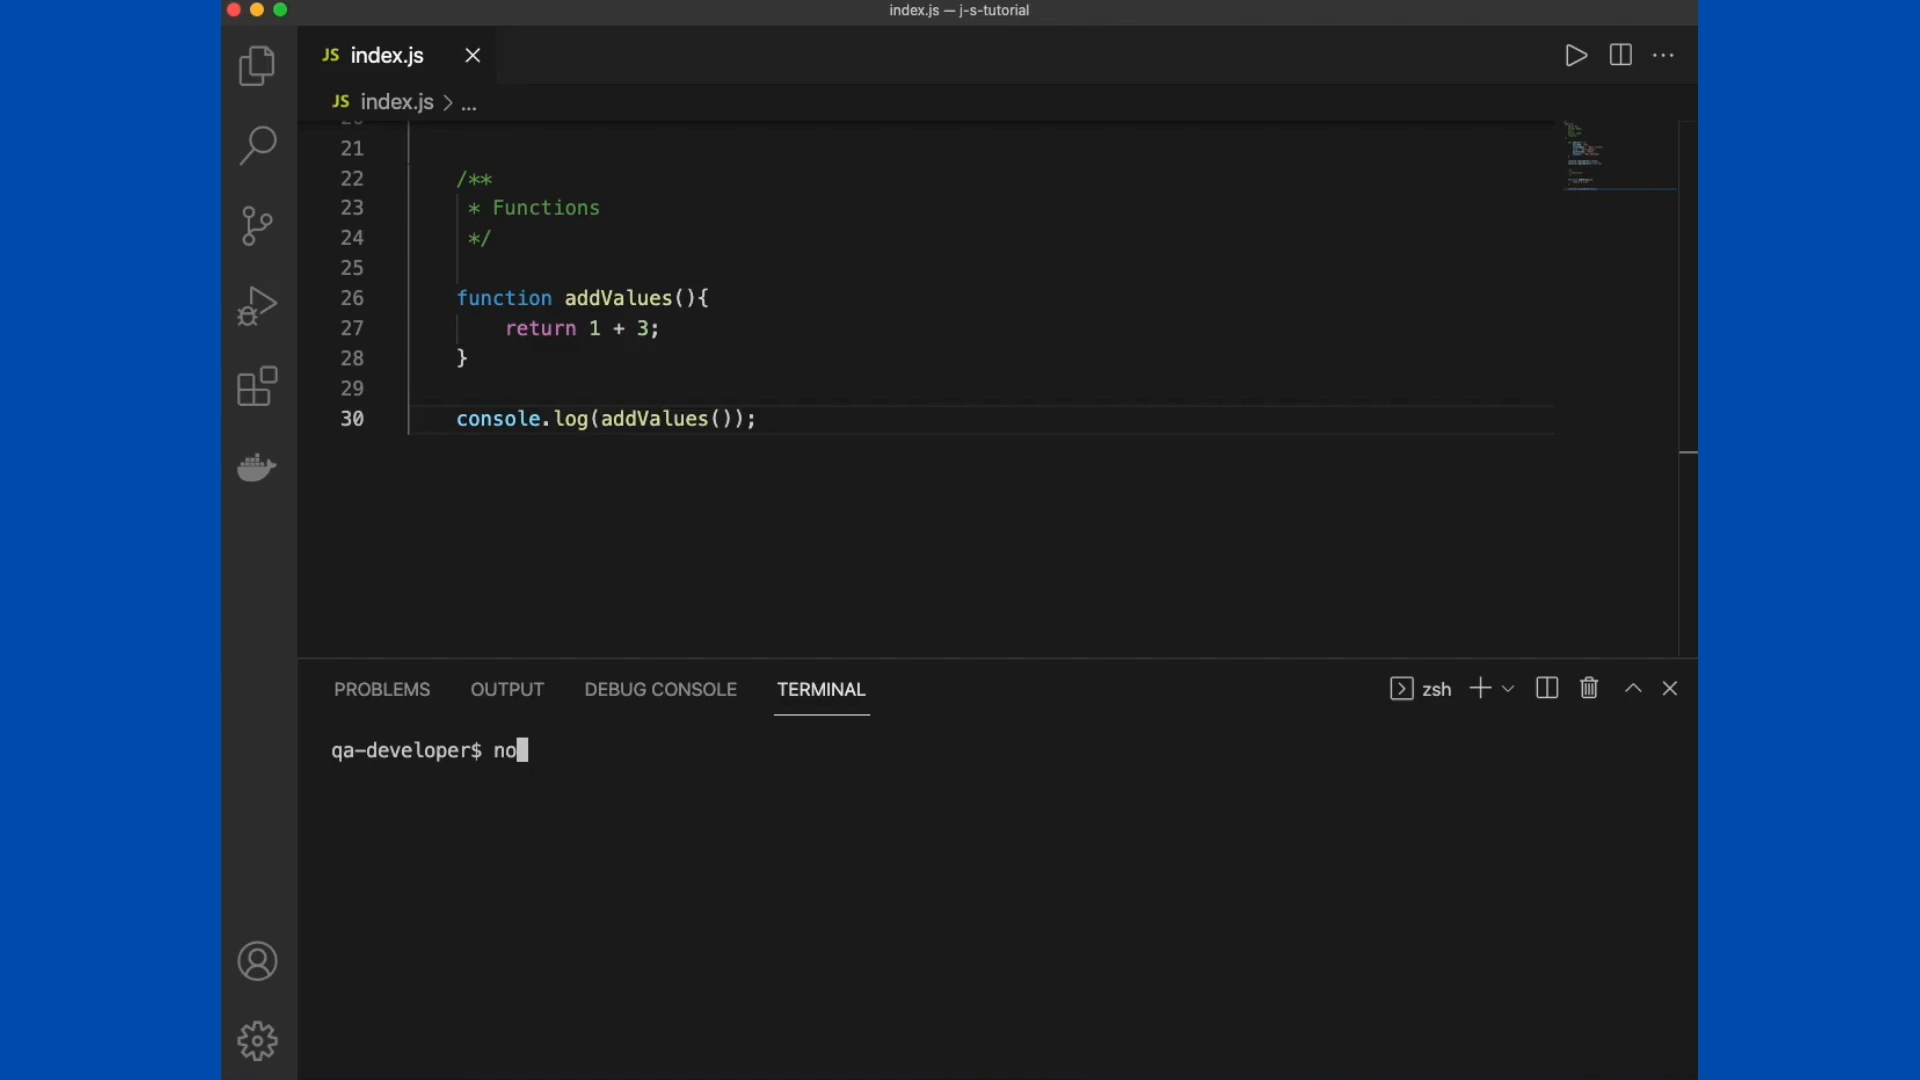 index.js — j-s-tutorial
JS index.js
JS index.js > ...
21
22 /**
23 * Functions
24 */
25
26 function addValues(){
27 return 1 + 3;
28 }
29
30 console.log(addValues());
PROBLEMS OUTPUT DEBUG CONSOLE TERMINAL zsh
qa-developer$ no